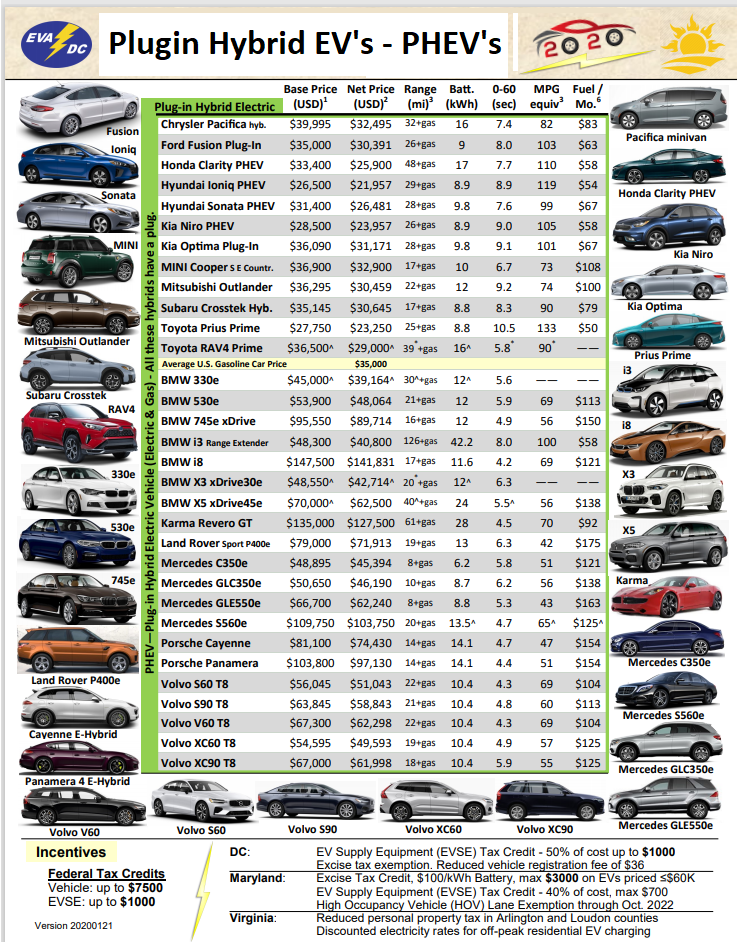 EVA
DC
Plugin Hybrid EV's - PHEV's
2020
Plug-in Hybrid Electric Base Price (USD)1 Net Price (USD)2 Range (mi)3 Batt. (kWh) 0-60 (sec) MPG equiv3 Fuel / Mo.6
Chrysler Pacifica hyb. $39,995 $32,495 32+gas 16 7.4 82 $83
Ford Fusion Plug-In $35,000 $30,391 26+gas 9 8.0 103 $63
Honda Clarity PHEV $33,400 $25,900 48+gas 17 7.7 110 $58
Hyundai Ioniq PHEV $26,500 $21,957 29+gas 8.9 8.9 119 $54
Hyundai Sonata PHEV $31,400 $26,481 28+gas 9.8 7.6 99 $67
Kia Niro PHEV $28,500 $23,957 26+gas 8.9 9.0 105 $58
Kia Optima Plug-In $36,090 $31,171 28+gas 9.8 9.1 101 $67
MINI Cooper S E Countr. $36,900 $32,900 17+gas 10 6.7 73 $108
Mitsubishi Outlander $36,295 $30,459 22+gas 12 9.2 74 $100
Subaru Crosstek Hyb. $35,145 $30,645 17+gas 8.8 8.3 90 $79
Toyota Prius Prime $27,750 $23,250 25+gas 8.8 10.5 133 $50
Toyota RAV4 Prime $36,500^ $29,000^ 39*+gas 16^ 5.8* 90* ——
Average U.S. Gasoline Car Price $35,000
BMW 330e $45,000^ $39,164^ 30^+gas 12^ 5.6 —— ——
BMW 530e $53,900 $48,064 21+gas 12 5.9 69 $113
BMW 745e xDrive $95,550 $89,714 16+gas 12 4.9 56 $150
BMW i3 Range Extender $48,300 $40,800 126+gas 42.2 8.0 100 $58
BMW i8 $147,500 $141,831 17+gas 11.6 4.2 69 $121
BMW X3 xDrive30e $48,550^ $42,714^ 20*+gas 12^ 6.3 —— ——
BMW X5 xDrive45e $70,000^ $62,500 40^+gas 24 5.5^ 56 $138
Karma Revero GT $135,000 $127,500 61+gas 28 4.5 70 $92
Land Rover Sport P400e $79,000 $71,913 19+gas 13 6.3 42 $175
Mercedes C350e $48,895 $45,394 8+gas 6.2 5.8 51 $121
Mercedes GLC350e $50,650 $46,190 10+gas 8.7 6.2 56 $138
Mercedes GLE550e $66,700 $62,240 8+gas 8.8 5.3 43 $163
Mercedes S560e $109,750 $103,750 20+gas 13.5^ 4.7 65^ $125^
Porsche Cayenne $81,100 $74,430 14+gas 14.1 4.7 47 $154
Porsche Panamera $103,800 $97,130 14+gas 14.1 4.4 51 $154
Volvo S60 T8 $56,045 $51,043 22+gas 10.4 4.3 69 $104
Volvo S90 T8 $63,845 $58,843 21+gas 10.4 4.8 60 $113
Volvo V60 T8 $67,300 $62,298 22+gas 10.4 4.3 69 $104
Volvo XC60 T8 $54,595 $49,593 19+gas 10.4 4.9 57 $125
Volvo XC90 T8 $67,000 $61,998 18+gas 10.4 5.9 55 $125
PHEV—Plug-in Hybrid Electric Vehicle (Electric & Gas) - All these hybrids have a plug.
Fusion
Ioniq
Sonata
MINI
Mitsubishi Outlander
Subaru Crosstek
RAV4
330e
530e
745e
Land Rover P400e
Cayenne E-Hybrid
Panamera 4 E-Hybrid
Pacifica minivan
Honda Clarity PHEV
Kia Niro
Kia Optima
Prius Prime
i3
i8
X3
X5
Karma
Mercedes C350e
Mercedes S560e
Mercedes GLC350e
Mercedes GLE550e
Volvo V60
Volvo S60
Volvo S90
Volvo XC60
Volvo XC90
Incentives
Federal Tax Credits
Vehicle: up to $7500
EVSE: up to $1000
Version 20200121
DC: EV Supply Equipment (EVSE) Tax Credit - 50% of cost up to $1000
Excise tax exemption. Reduced vehicle registration fee of $36
Maryland: Excise Tax Credit, $100/kWh Battery, max $3000 on EVs priced ≤$60K
EV Supply Equipment (EVSE) Tax Credit - 40% of cost, max $700
High Occupancy Vehicle (HOV) Lane Exemption through Oct. 2022
Virginia: Reduced personal property tax in Arlington and Loudon counties
Discounted electricity rates for off-peak residential EV charging